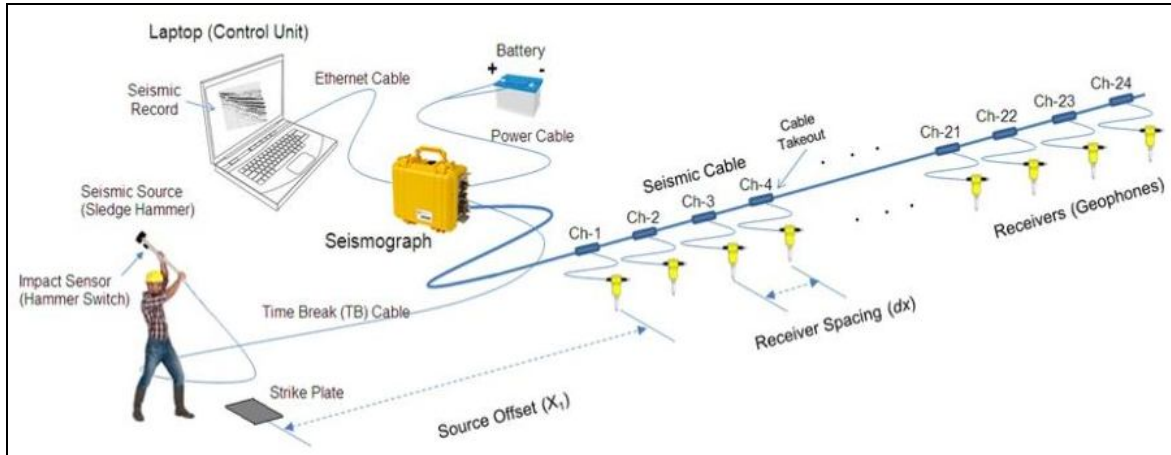 Laptop (Control Unit)
Battery
+ -
Ethernet Cable
Seismic
Record
Power Cable
Ch-24
Ch-23
Ch-22
Ch-21
Cable
Takeout
. . .
Seismic Cable
Ch-4
Ch-3
Ch-2
Ch-1
. . .
Receivers (Geophones)
Seismic Source
(Sledge Hammer)
Seismograph
Impact Sensor
(Hammer Switch)
Time Break (TB) Cable
Receiver Spacing (dx)
Strike Plate
Source Offset (X₁)